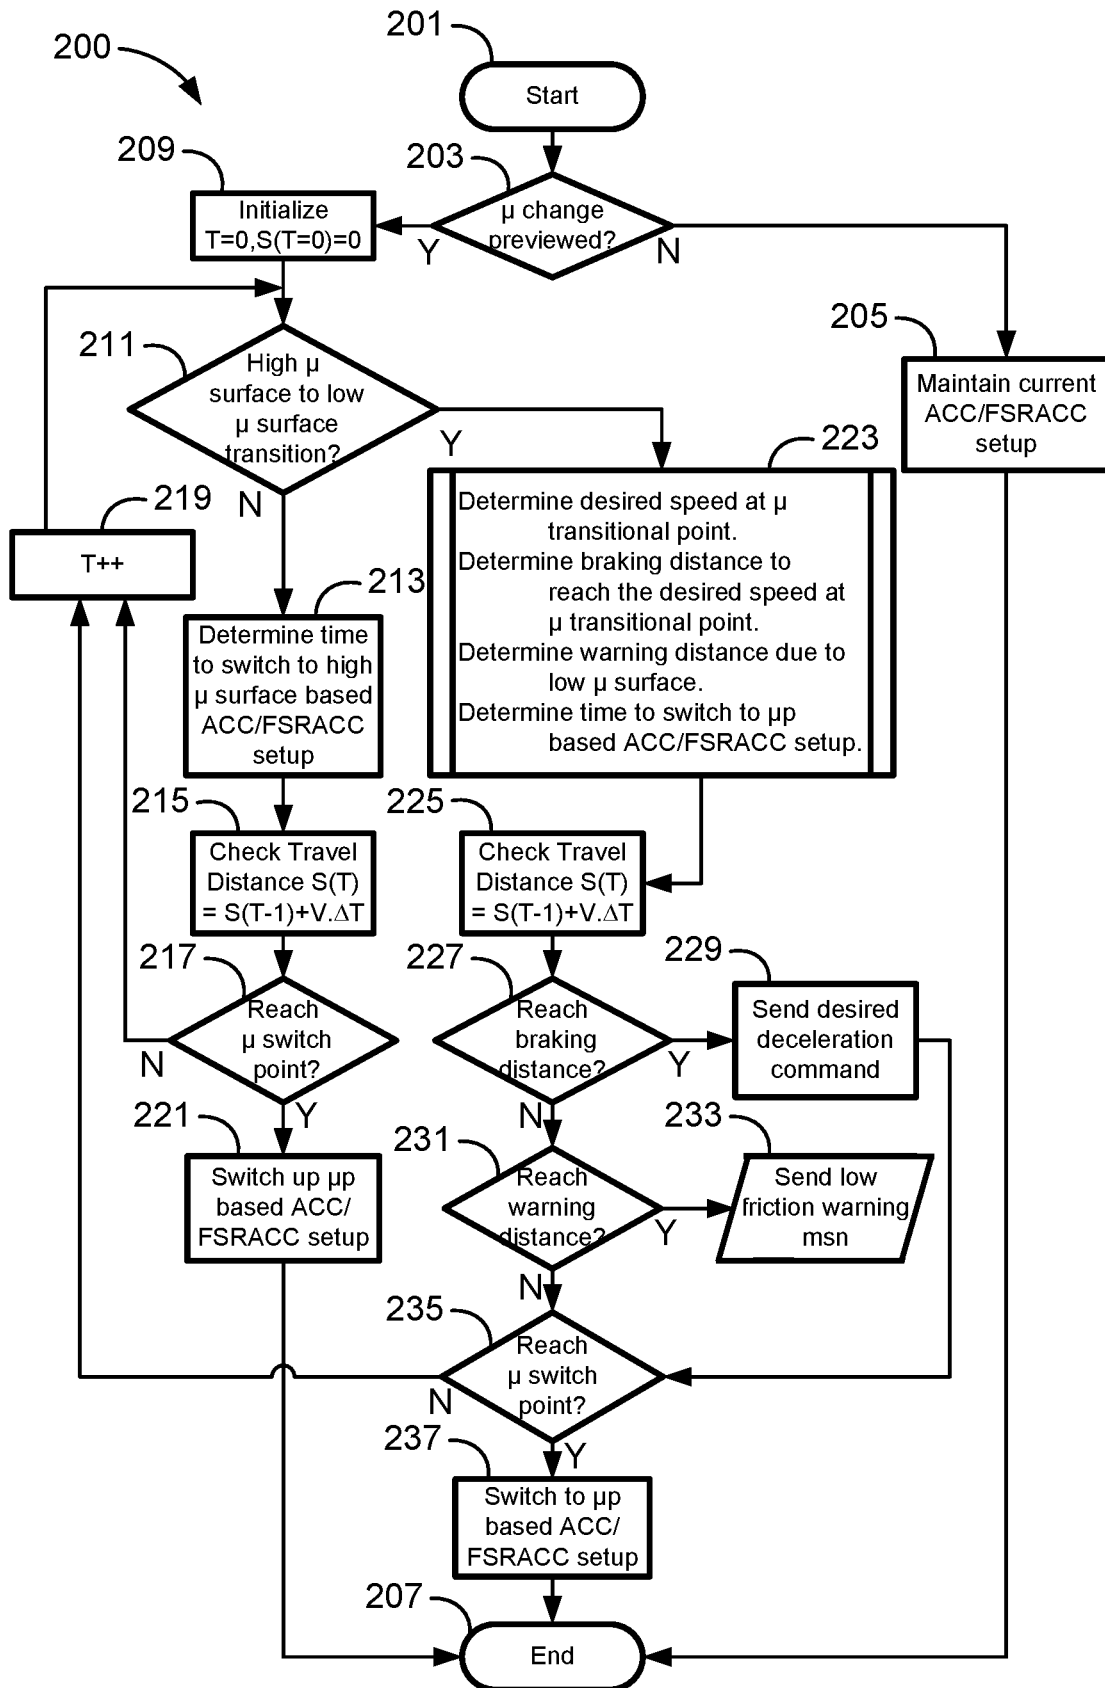 200
201
Start
209
203
Initialize
T=0,S(T=0)=0
µ change
previewed?
Y
N
211
High µ
surface to low
µ surface
transition?
Y
N
205
Maintain current
ACC/FSRACC
setup
223
Determine desired speed at µ
transitional point.
Determine braking distance to
reach the desired speed at
µ transitional point.
Determine warning distance due to
low µ surface.
Determine time to switch to µp
based ACC/FSRACC setup.
219
T++
213
Determine time
to switch to high
µ surface based
ACC/FSRACC
setup
215
Check Travel
Distance S(T)
= S(T-1)+V.∆T
225
Check Travel
Distance S(T)
= S(T-1)+V.∆T
217
Reach
µ switch
point?
N
Y
227
Reach
braking
distance?
Y
N
229
Send desired
deceleration
command
221
Switch up µp
based ACC/
FSRACC setup
231
Reach
warning
distance?
Y
N
233
Send low
friction warning
msn
235
Reach
µ switch
point?
N
Y
237
Switch to µp
based ACC/
FSRACC setup
207
End